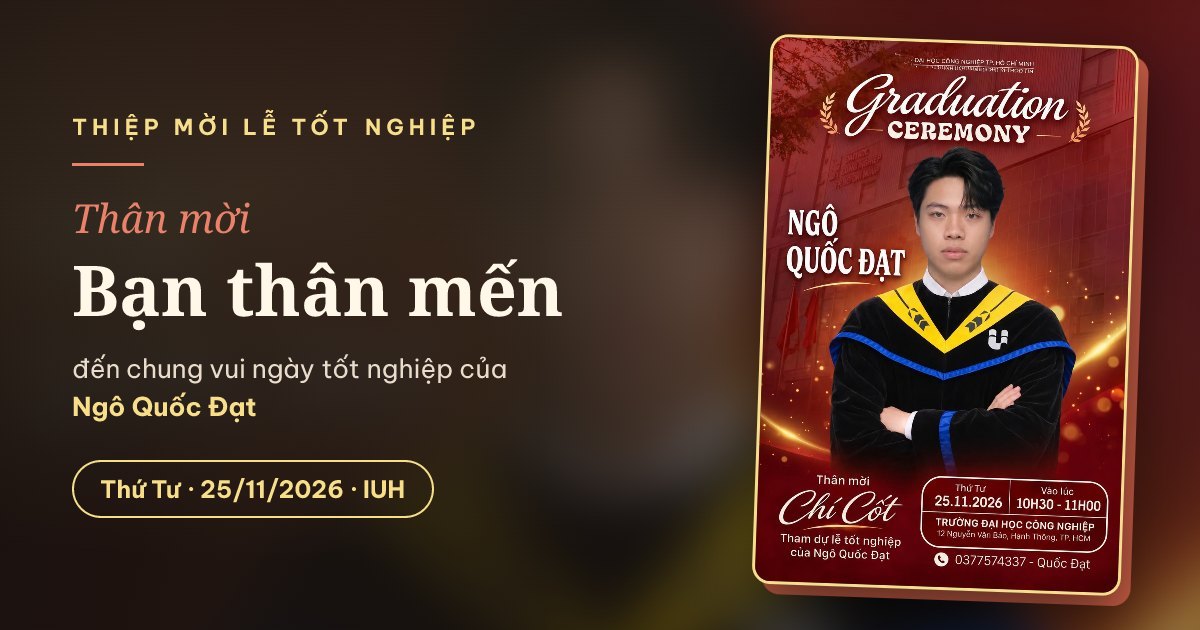 THIỆP MỜI LỄ TỐT NGHIỆP
Thân mời
Bạn thân mến
đến chung vui ngày tốt nghiệp của
Ngô Quốc Đạt
Thứ Tư · 25/11/2026 · IUH
ĐẠI HỌC CÔNG NGHIỆP TP. HỒ CHÍ MINH
Graduation
CEREMONY
NGÔ
QUỐC ĐẠT
Thân mời
Chí Cốt
Tham dự lễ tốt nghiệp
của Ngô Quốc Đạt
Thứ Tư
25.11.2026
Vào lúc
10H30 - 11H00
TRƯỜNG ĐẠI HỌC CÔNG NGHIỆP
12 Nguyễn Văn Bảo, Hạnh Thông, TP. HCM
0377574337 - Quốc Đạt